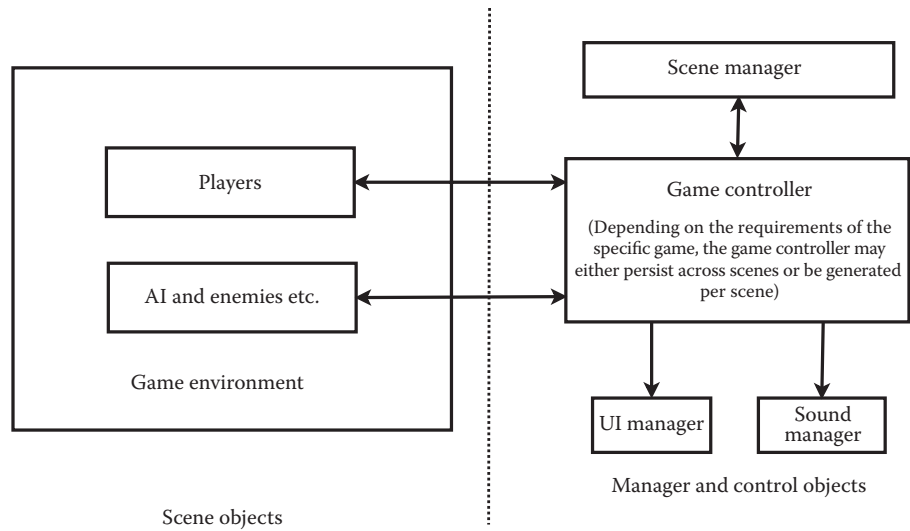 Scene manager
Players
Game controller
(Depending on the requirements of the
specific game, the game controller may
either persist across scenes or be generated
per scene)
AI and enemies etc.
Game environment
UI manager
Sound
manager
Manager and control objects
Scene objects